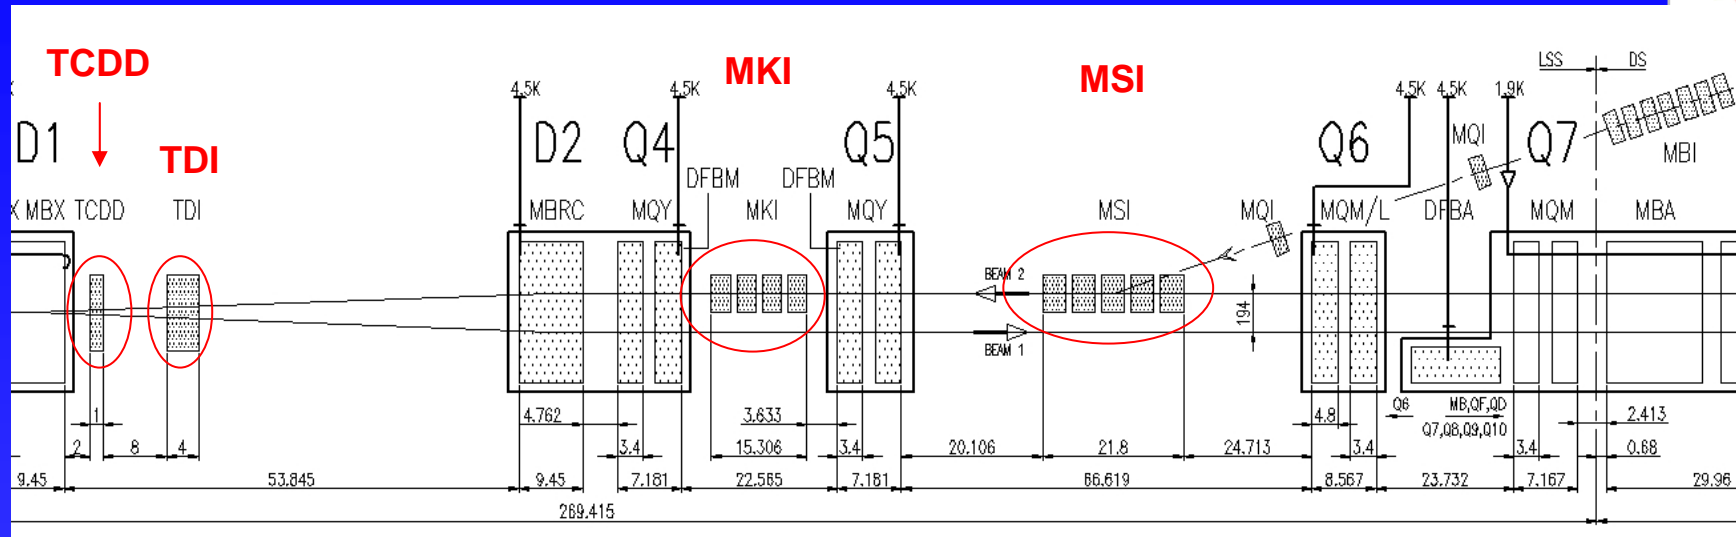 TCDD
MKI
MSI
LSS DS
4.5K 4.5K 4.5K 4.5K 4.5K 1.9K
D1
TDI
D2 Q4 Q5 Q6 MQI Q7 MBI
DFBM DFBM
MBX TCDD TDI MBRC MQY MKI MQY MSI MQI MQM/L DFBA MQM MBA
BEAM 2
194
BEAM 1
1 4.762 3.633 4.8 Q6 MB,QF,QD 2.413
Q7,Q8,Q9,Q10
2 8 4 3.4 15.306 3.4 20.106 21.8 24.713 3.4 3.4 0.68
9.45 53.845 9.45 7.181 22.565 7.181 66.619 8.567 23.732 7.167 29.96
269.415